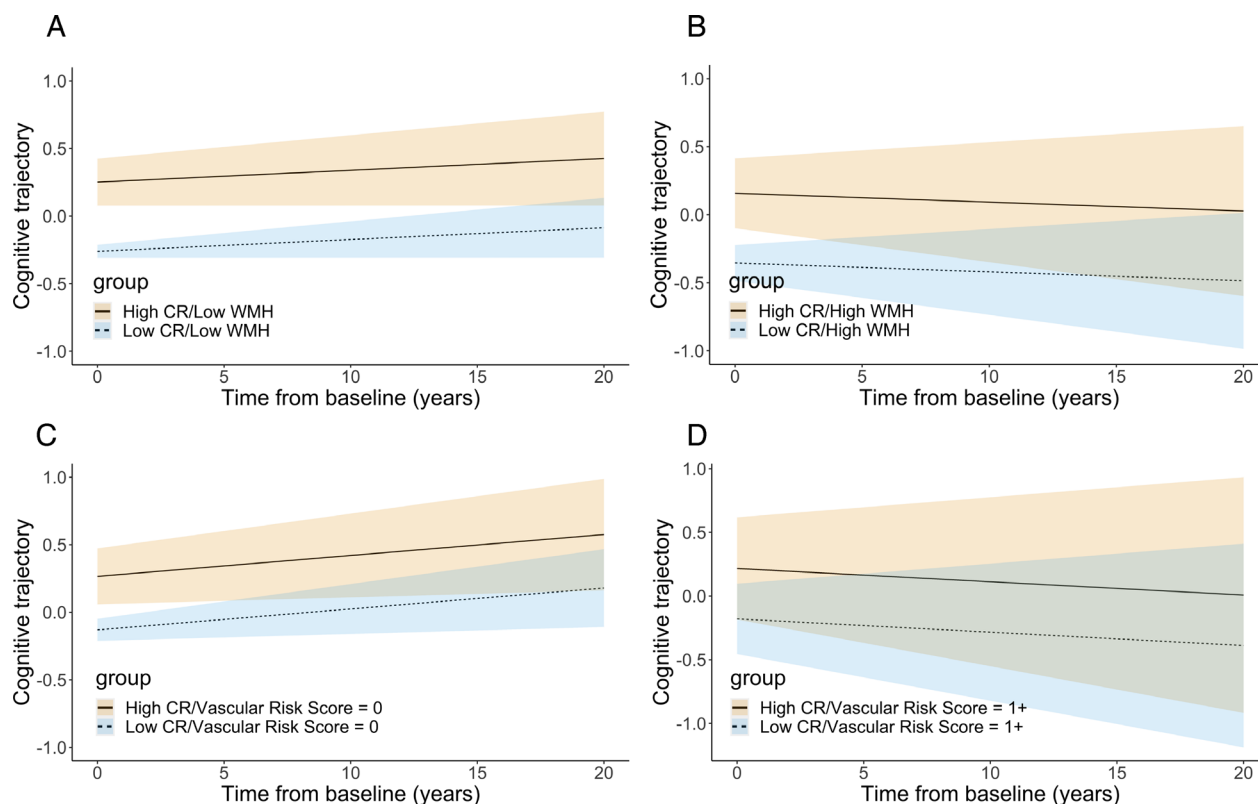 A
1.0
0.5
0.0
-0.5
-1.0
Cognitive trajectory
group
High CR/Low WMH
Low CR/Low WMH
0 5 10 15 20
Time from baseline (years)
B
1.0
0.5
0.0
-0.5
-1.0
Cognitive trajectory
group
High CR/High WMH
Low CR/High WMH
0 5 10 15 20
Time from baseline (years)
C
1.0
0.5
0.0
-0.5
-1.0
Cognitive trajectory
group
High CR/Vascular Risk Score = 0
Low CR/Vascular Risk Score = 0
0 5 10 15 20
Time from baseline (years)
D
1.0
0.5
0.0
-0.5
-1.0
Cognitive trajectory
group
High CR/Vascular Risk Score = 1+
Low CR/Vascular Risk Score = 1+
0 5 10 15 20
Time from baseline (years)